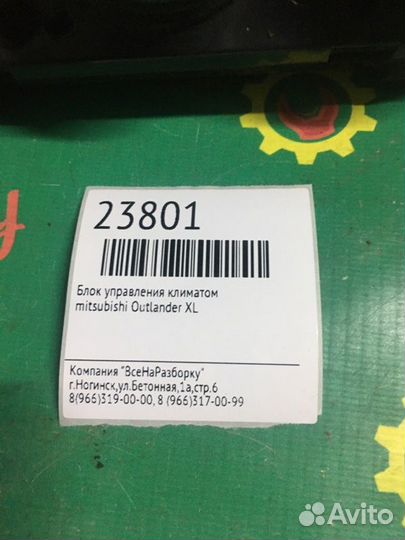 23801
Блок управления климатом
mitsubishi Outlander XL
Компания "ВсеНаРазборку"
г.Ногинск,ул.Бетонная,1а,стр.6
8(966)319-00-00, 8 (966)317-00-99
Avito